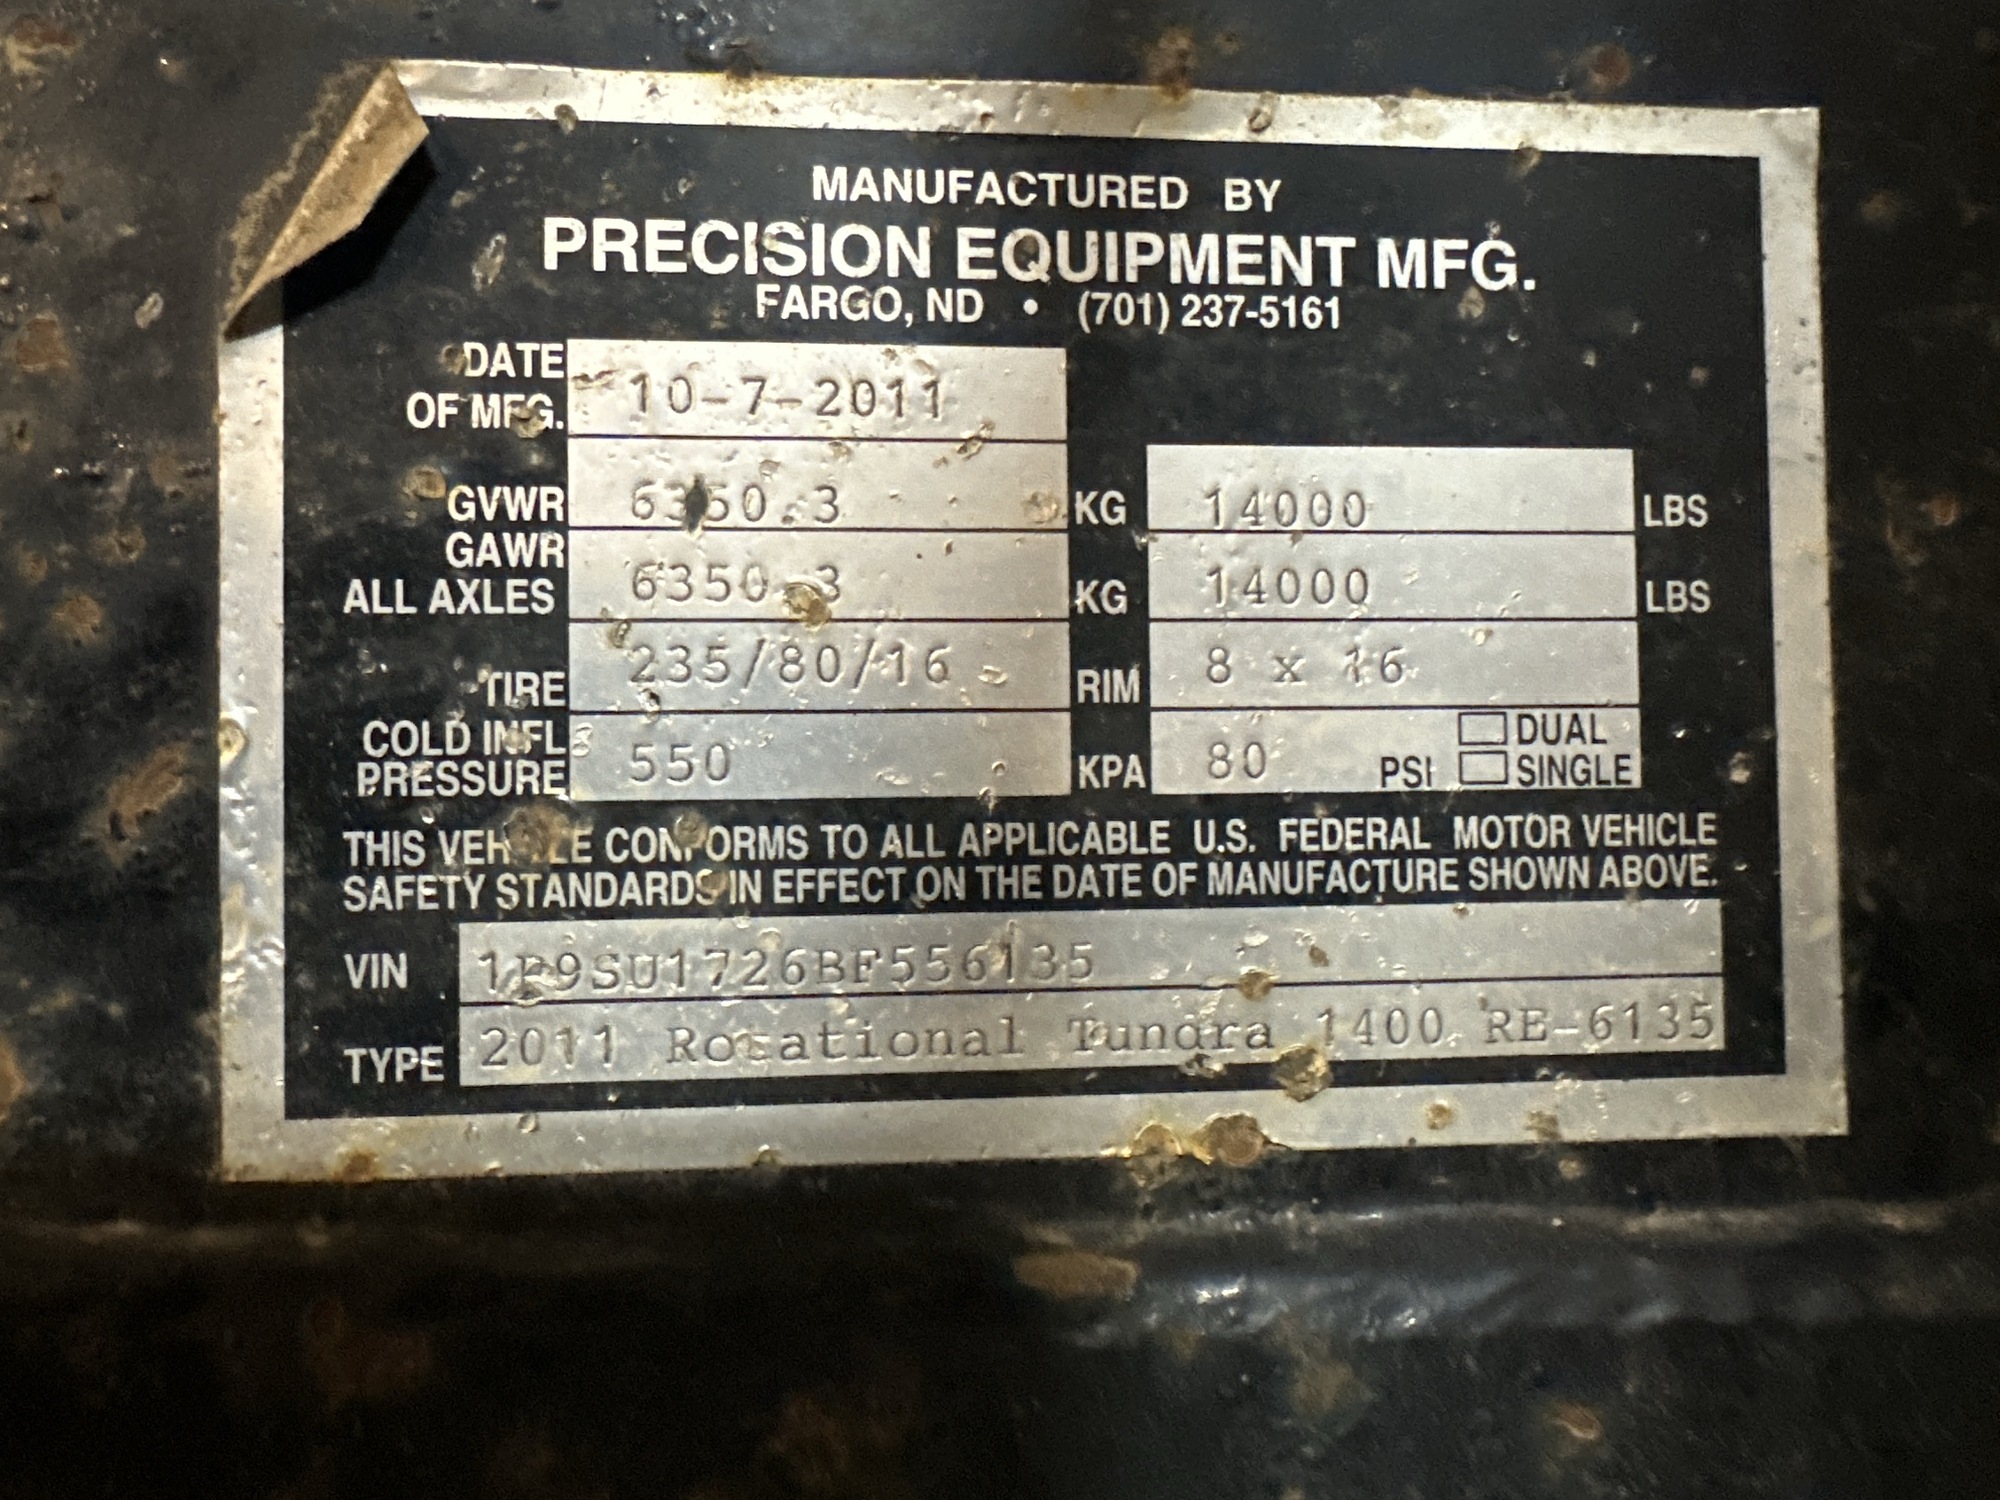 MANUFACTURED BY
PRECISION EQUIPMENT MFG.
FARGO, ND • (701) 237-5161
DATE OF MFG. 10-7-2011
GVWR 6350.3 KG 14000 LBS
GAWR ALL AXLES 6350.3 KG 14000 LBS
TIRE 235/80/16 RIM 8 x 16
COLD INFL PRESSURE 550 KPA 80 PSI DUAL SINGLE
THIS VEHICLE CONFORMS TO ALL APPLICABLE U.S. FEDERAL MOTOR VEHICLE
SAFETY STANDARDS IN EFFECT ON THE DATE OF MANUFACTURE SHOWN ABOVE.
VIN 1P9SU1726BF556135
TYPE 2011 Rotational Tundra 1400 RE-6135